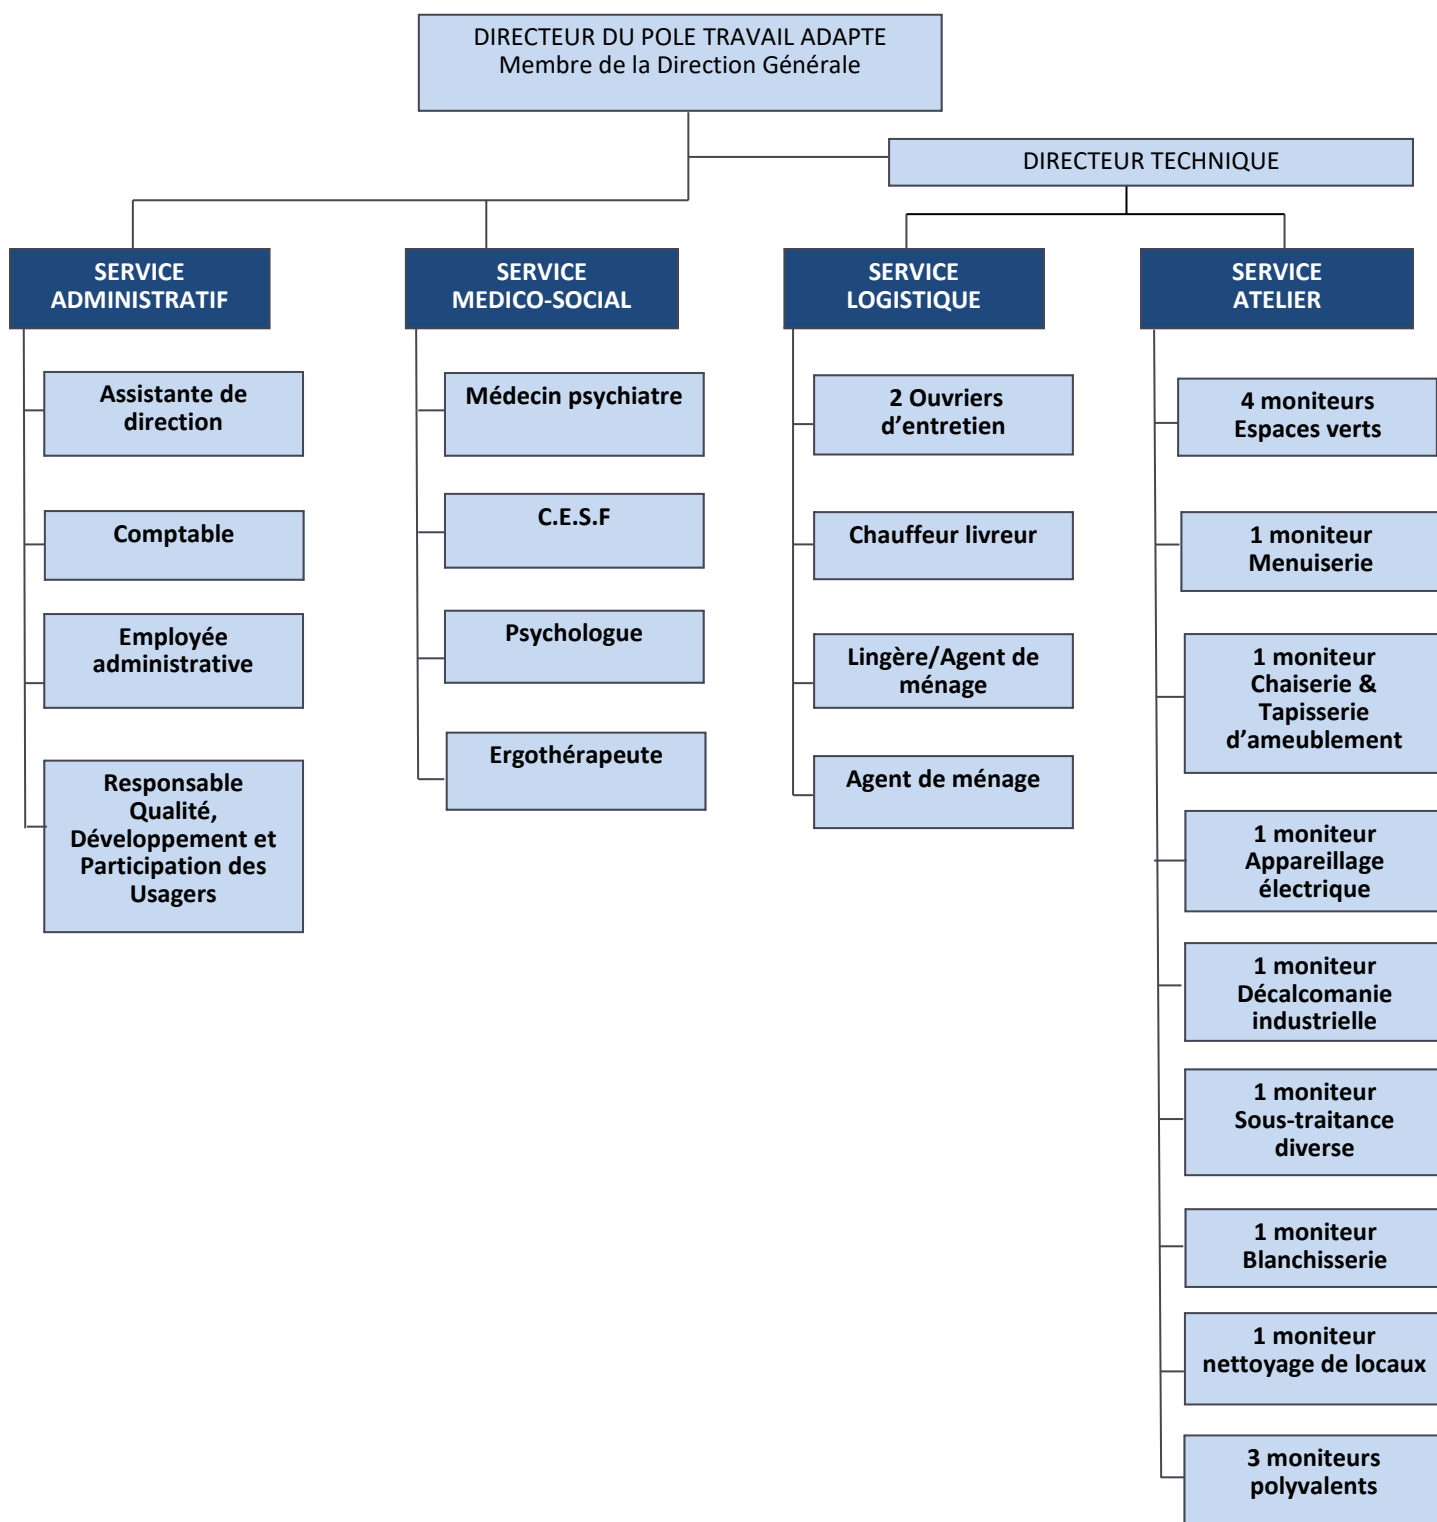 DIRECTEUR DU POLE TRAVAIL ADAPTE
Membre de la Direction Générale
DIRECTEUR TECHNIQUE
SERVICE
ADMINISTRATIF
Assistante de
direction
Comptable
Employée
administrative
Responsable
Qualité,
Développement et
Participation des
Usagers
SERVICE
MEDICO-SOCIAL
Médecin psychiatre
C.E.S.F
Psychologue
Ergothérapeute
SERVICE
LOGISTIQUE
2 Ouvriers
d’entretien
Chauffeur livreur
Lingère/Agent de
ménage
Agent de ménage
SERVICE
ATELIER
4 moniteurs
Espaces verts
1 moniteur
Menuiserie
1 moniteur
Chaiserie &
Tapisserie
d’ameublement
1 moniteur
Appareillage
électrique
1 moniteur
Décalcomanie
industrielle
1 moniteur
Sous-traitance
diverse
1 moniteur
Blanchisserie
1 moniteur
nettoyage de locaux
3 moniteurs
polyvalents